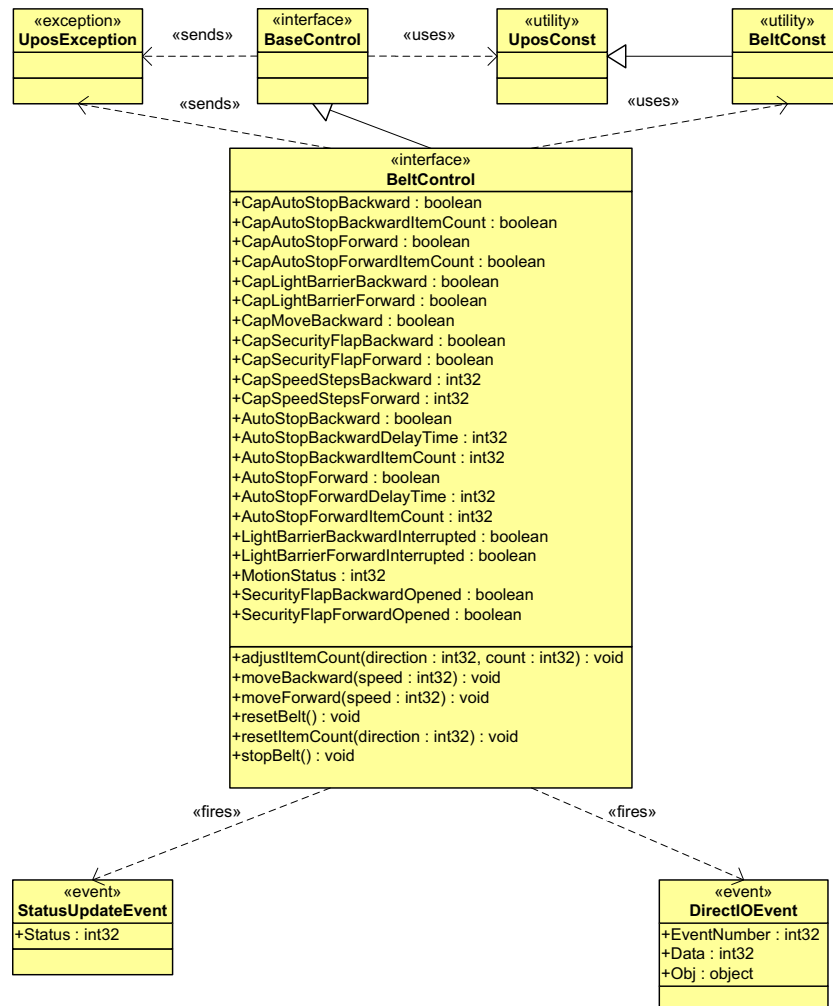 «exception»
UposException
«sends»
«interface»
BaseControl
«uses»
«utility»
UposConst
«utility»
BeltConst
«sends»
«uses»
«interface»
BeltControl
+CapAutoStopBackward : boolean
+CapAutoStopBackwardItemCount : boolean
+CapAutoStopForward : boolean
+CapAutoStopForwardItemCount : boolean
+CapLightBarrierBackward : boolean
+CapLightBarrierForward : boolean
+CapMoveBackward : boolean
+CapSecurityFlapBackward : boolean
+CapSecurityFlapForward : boolean
+CapSpeedStepsBackward : int32
+CapSpeedStepsForward : int32
+AutoStopBackward : boolean
+AutoStopBackwardDelayTime : int32
+AutoStopBackwardItemCount : int32
+AutoStopForward : boolean
+AutoStopForwardDelayTime : int32
+AutoStopForwardItemCount : int32
+LightBarrierBackwardInterrupted : boolean
+LightBarrierForwardInterrupted : boolean
+MotionStatus : int32
+SecurityFlapBackwardOpened : boolean
+SecurityFlapForwardOpened : boolean
+adjustItemCount(direction : int32, count : int32) : void
+moveBackward(speed : int32) : void
+moveForward(speed : int32) : void
+resetBelt() : void
+resetItemCount(direction : int32) : void
+stopBelt() : void
«fires»
«fires»
«event»
StatusUpdateEvent
+Status : int32
«event»
DirectIOEvent
+EventNumber : int32
+Data : int32
+Obj : object